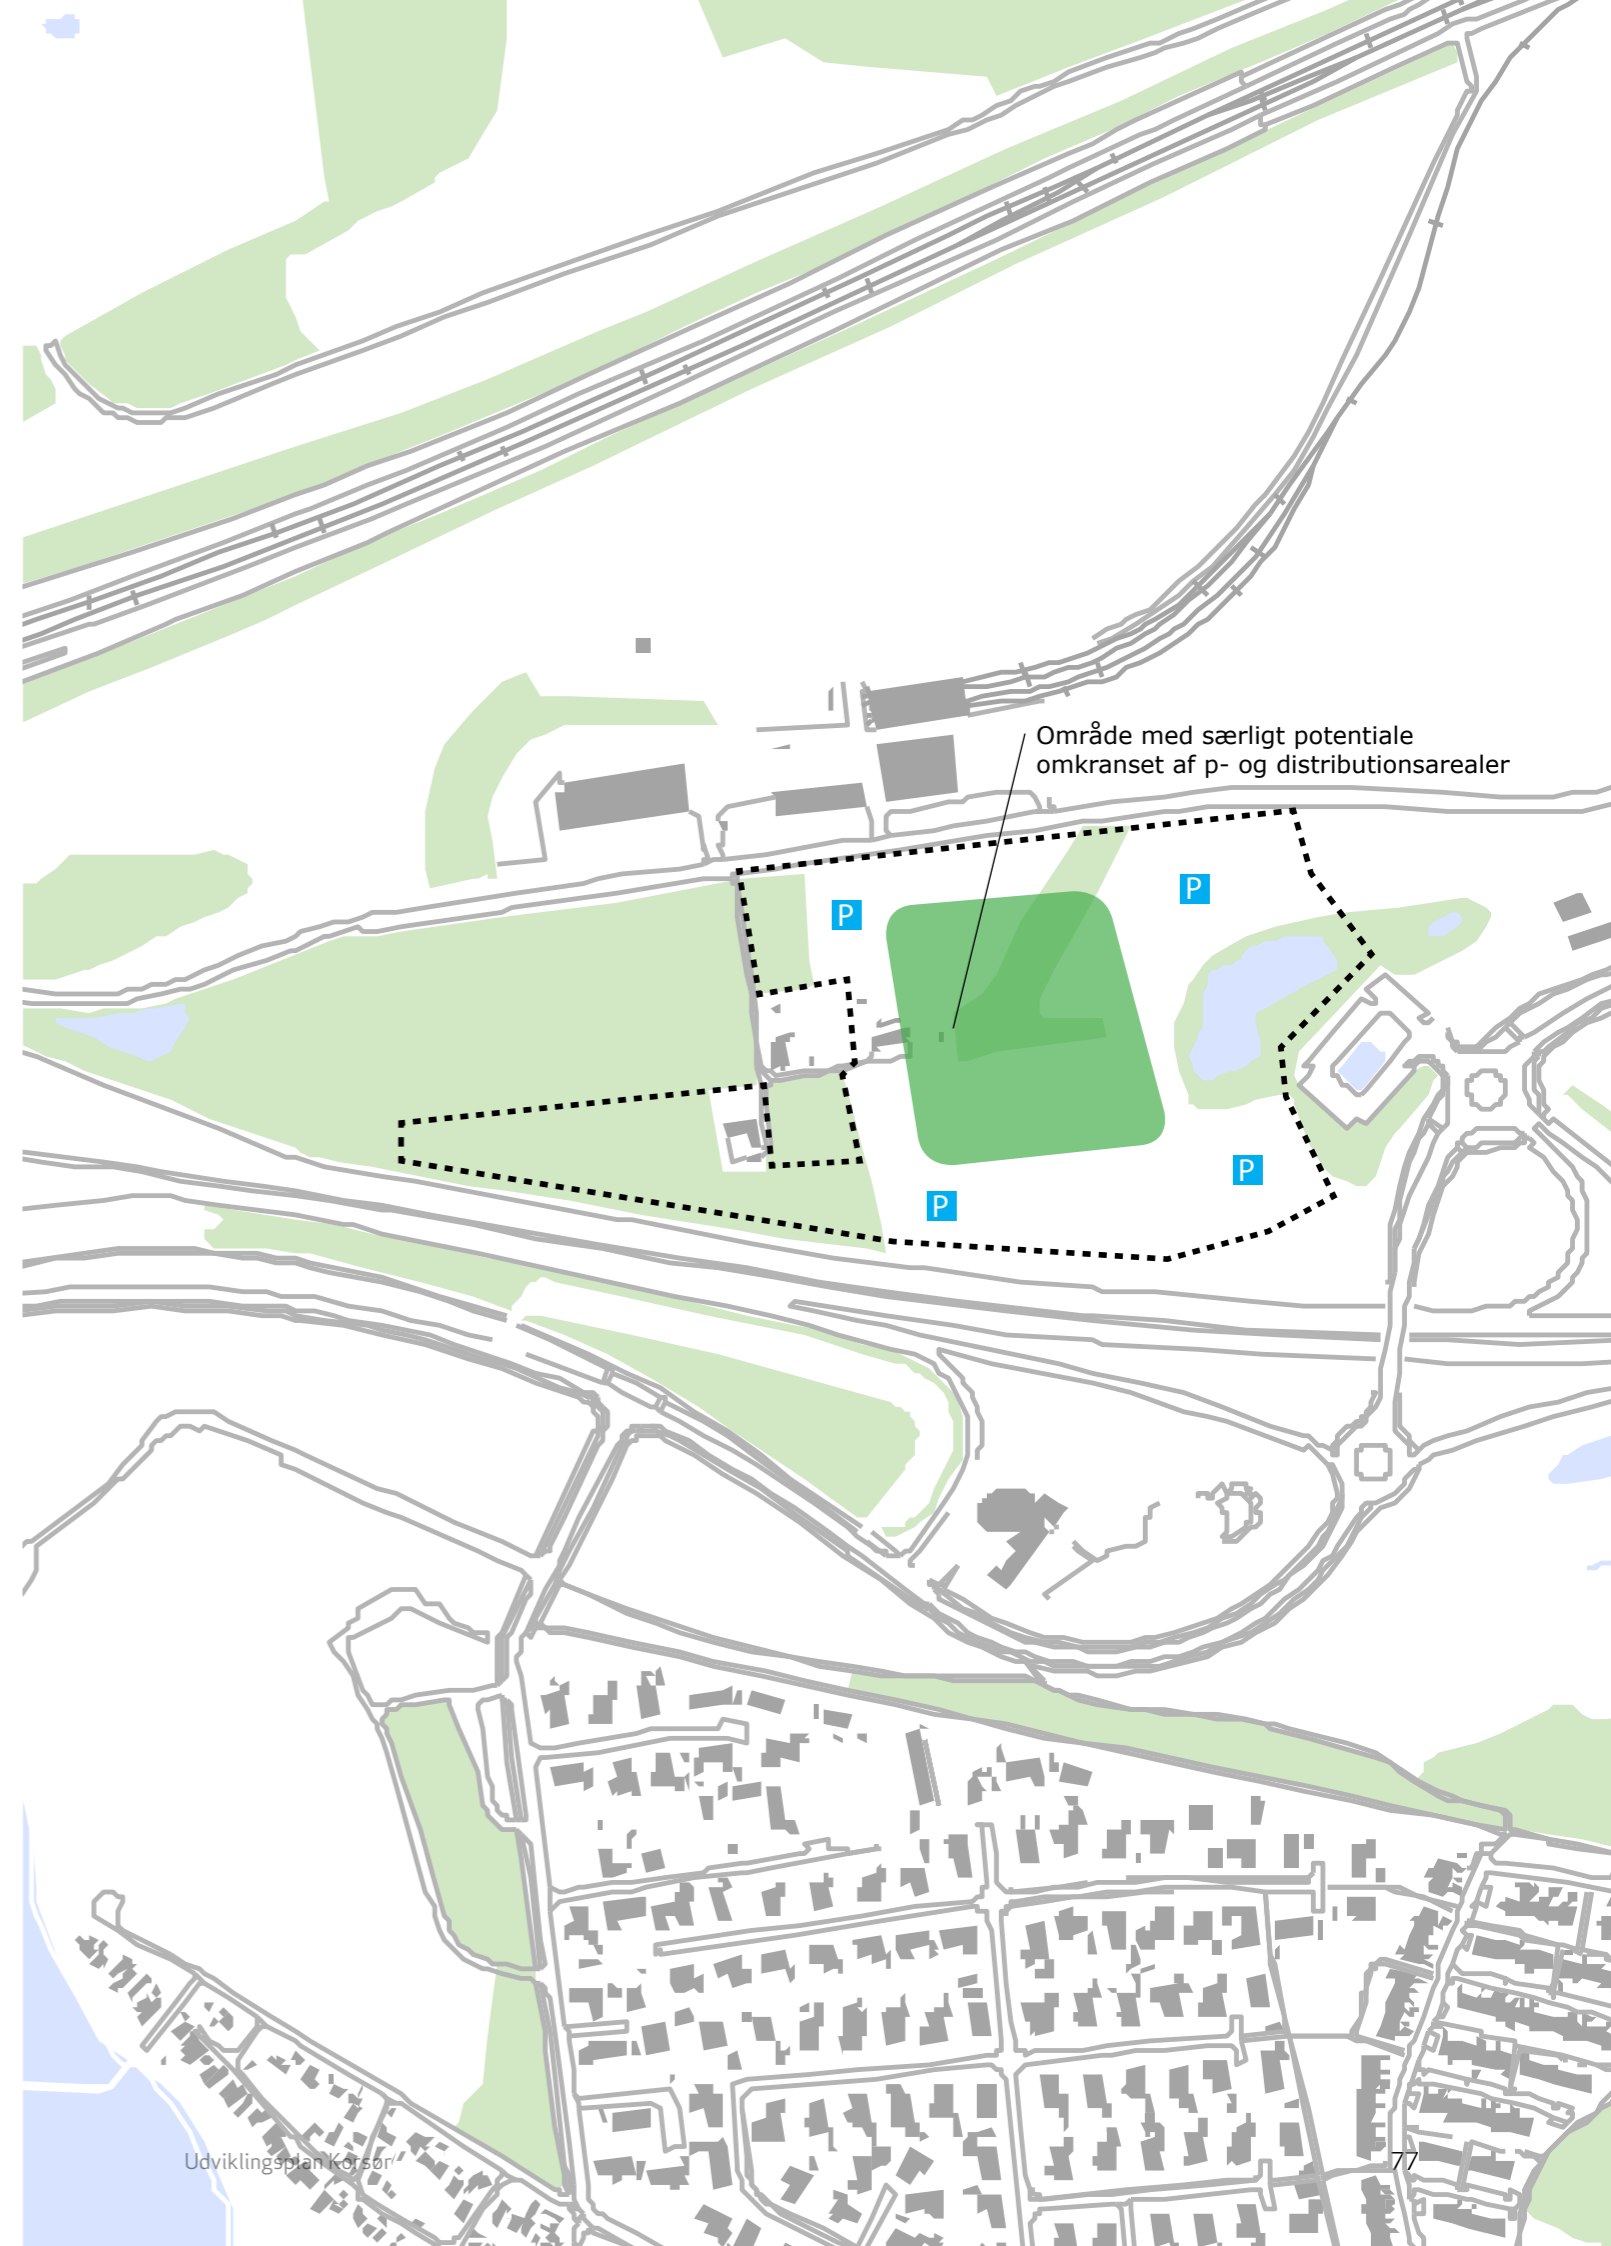 Område med særligt potentiale
omkranset af p- og distributionsarealer
P
P
P
P
Udviklingsplan Korsør
77